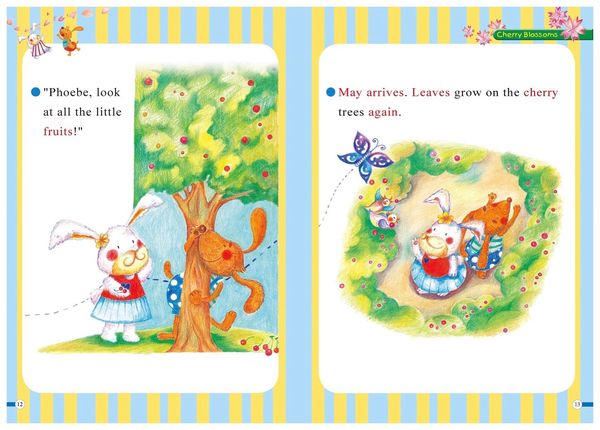 Cherry Blossoms
"Phoebe, look
at all the little
fruits!"
May arrives. Leaves grow on the cherry
trees again.
12
13